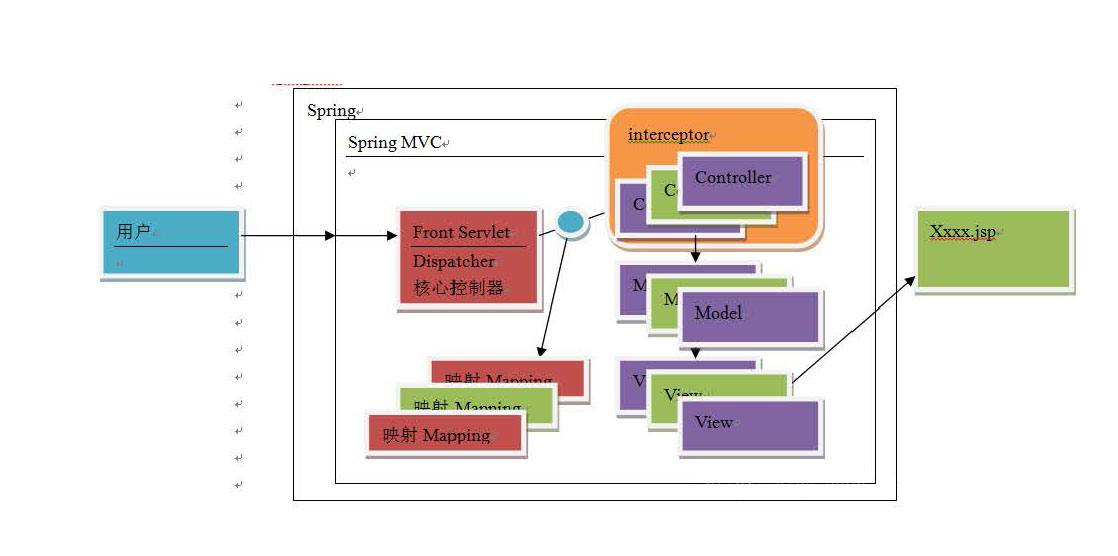 Spring
Spring MVC
interceptor
Controller
C
C
用户
Front Servlet
Dispatcher
核心控制器
Xxxx.jsp
M
M
Model
映射 Mapping
映射 Mapping
映射 Mapping
V
View
View